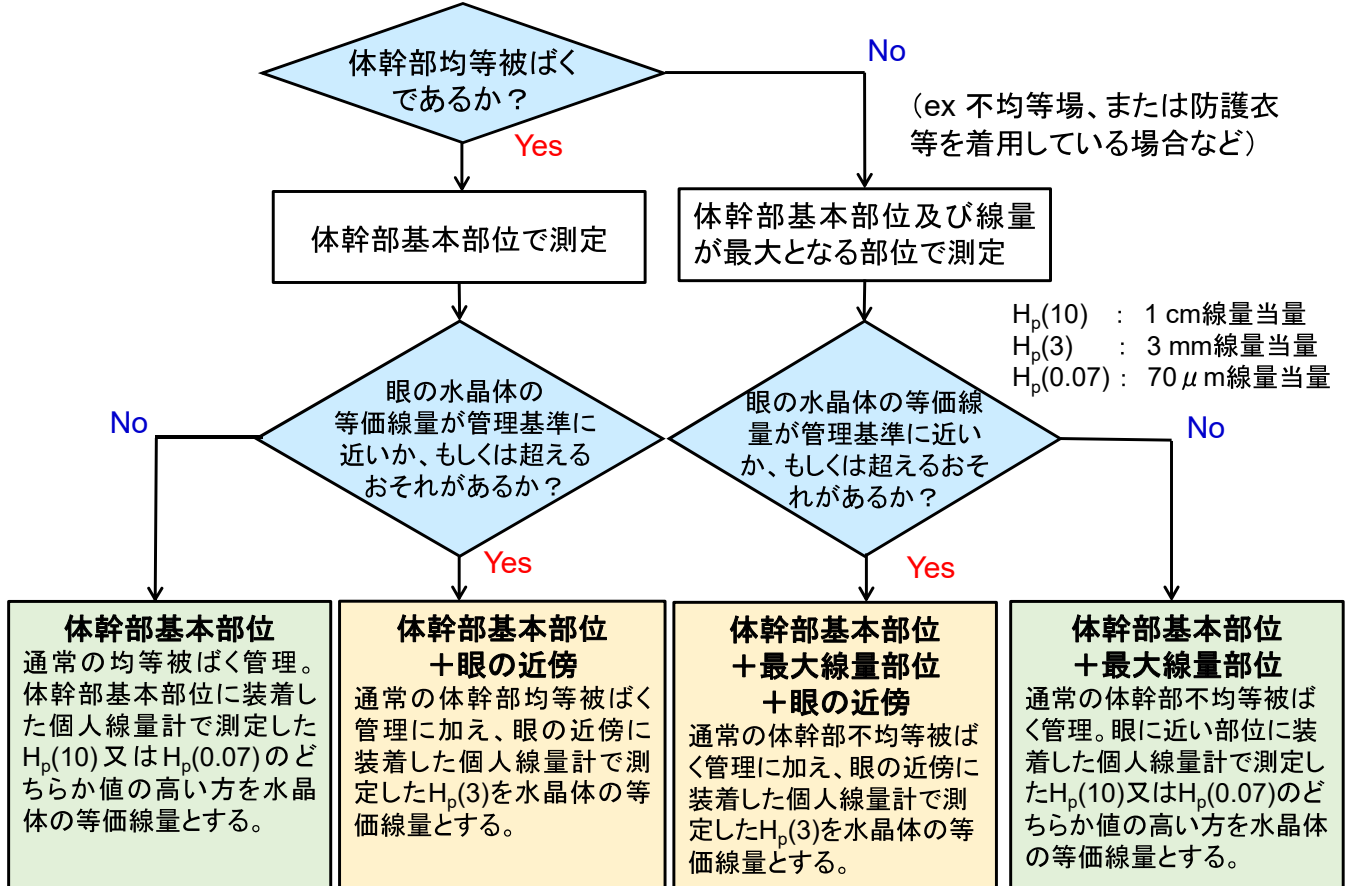 体幹部均等被ばく
であるか？
No
Yes
（ex 不均等場、または防護衣
等を着用している場合など）
体幹部基本部位で測定
体幹部基本部位及び線量
が最大となる部位で測定
Hp(10)　：　1 cm線量当量
Hp(3)　：　3 mm線量当量
Hp(0.07)：　70μm線量当量
眼の水晶体の
等価線量が管理基準に
近いか、もしくは超える
おそれがあるか？
No
Yes
眼の水晶体の等価線
量が管理基準に近い
か、もしくは超えるおそ
れがあるか？
No
Yes
体幹部基本部位
通常の均等被ばく管理。
体幹部基本部位に装着し
た個人線量計で測定した
Hp(10)又はHp(0.07)のど
ちらか値の高い方を水晶
体の等価線量とする。
体幹部基本部位
＋眼の近傍
通常の体幹部均等被ばく
管理に加え、眼の近傍に
装着した個人線量計で測
定したHp(3)を水晶体の等
価線量とする。
体幹部基本部位
＋最大線量部位
＋眼の近傍
通常の体幹部不均等被ば
く管理に加え、眼の近傍に
装着した個人線量計で測
定したHp(3)を水晶体の等
価線量とする。
体幹部基本部位
＋最大線量部位
通常の体幹部不均等被ば
く管理。眼に近い部位に装
着した個人線量計で測定し
たHp(10)又はHp(0.07)のど
ちらか値の高い方を水晶体
の等価線量とする。